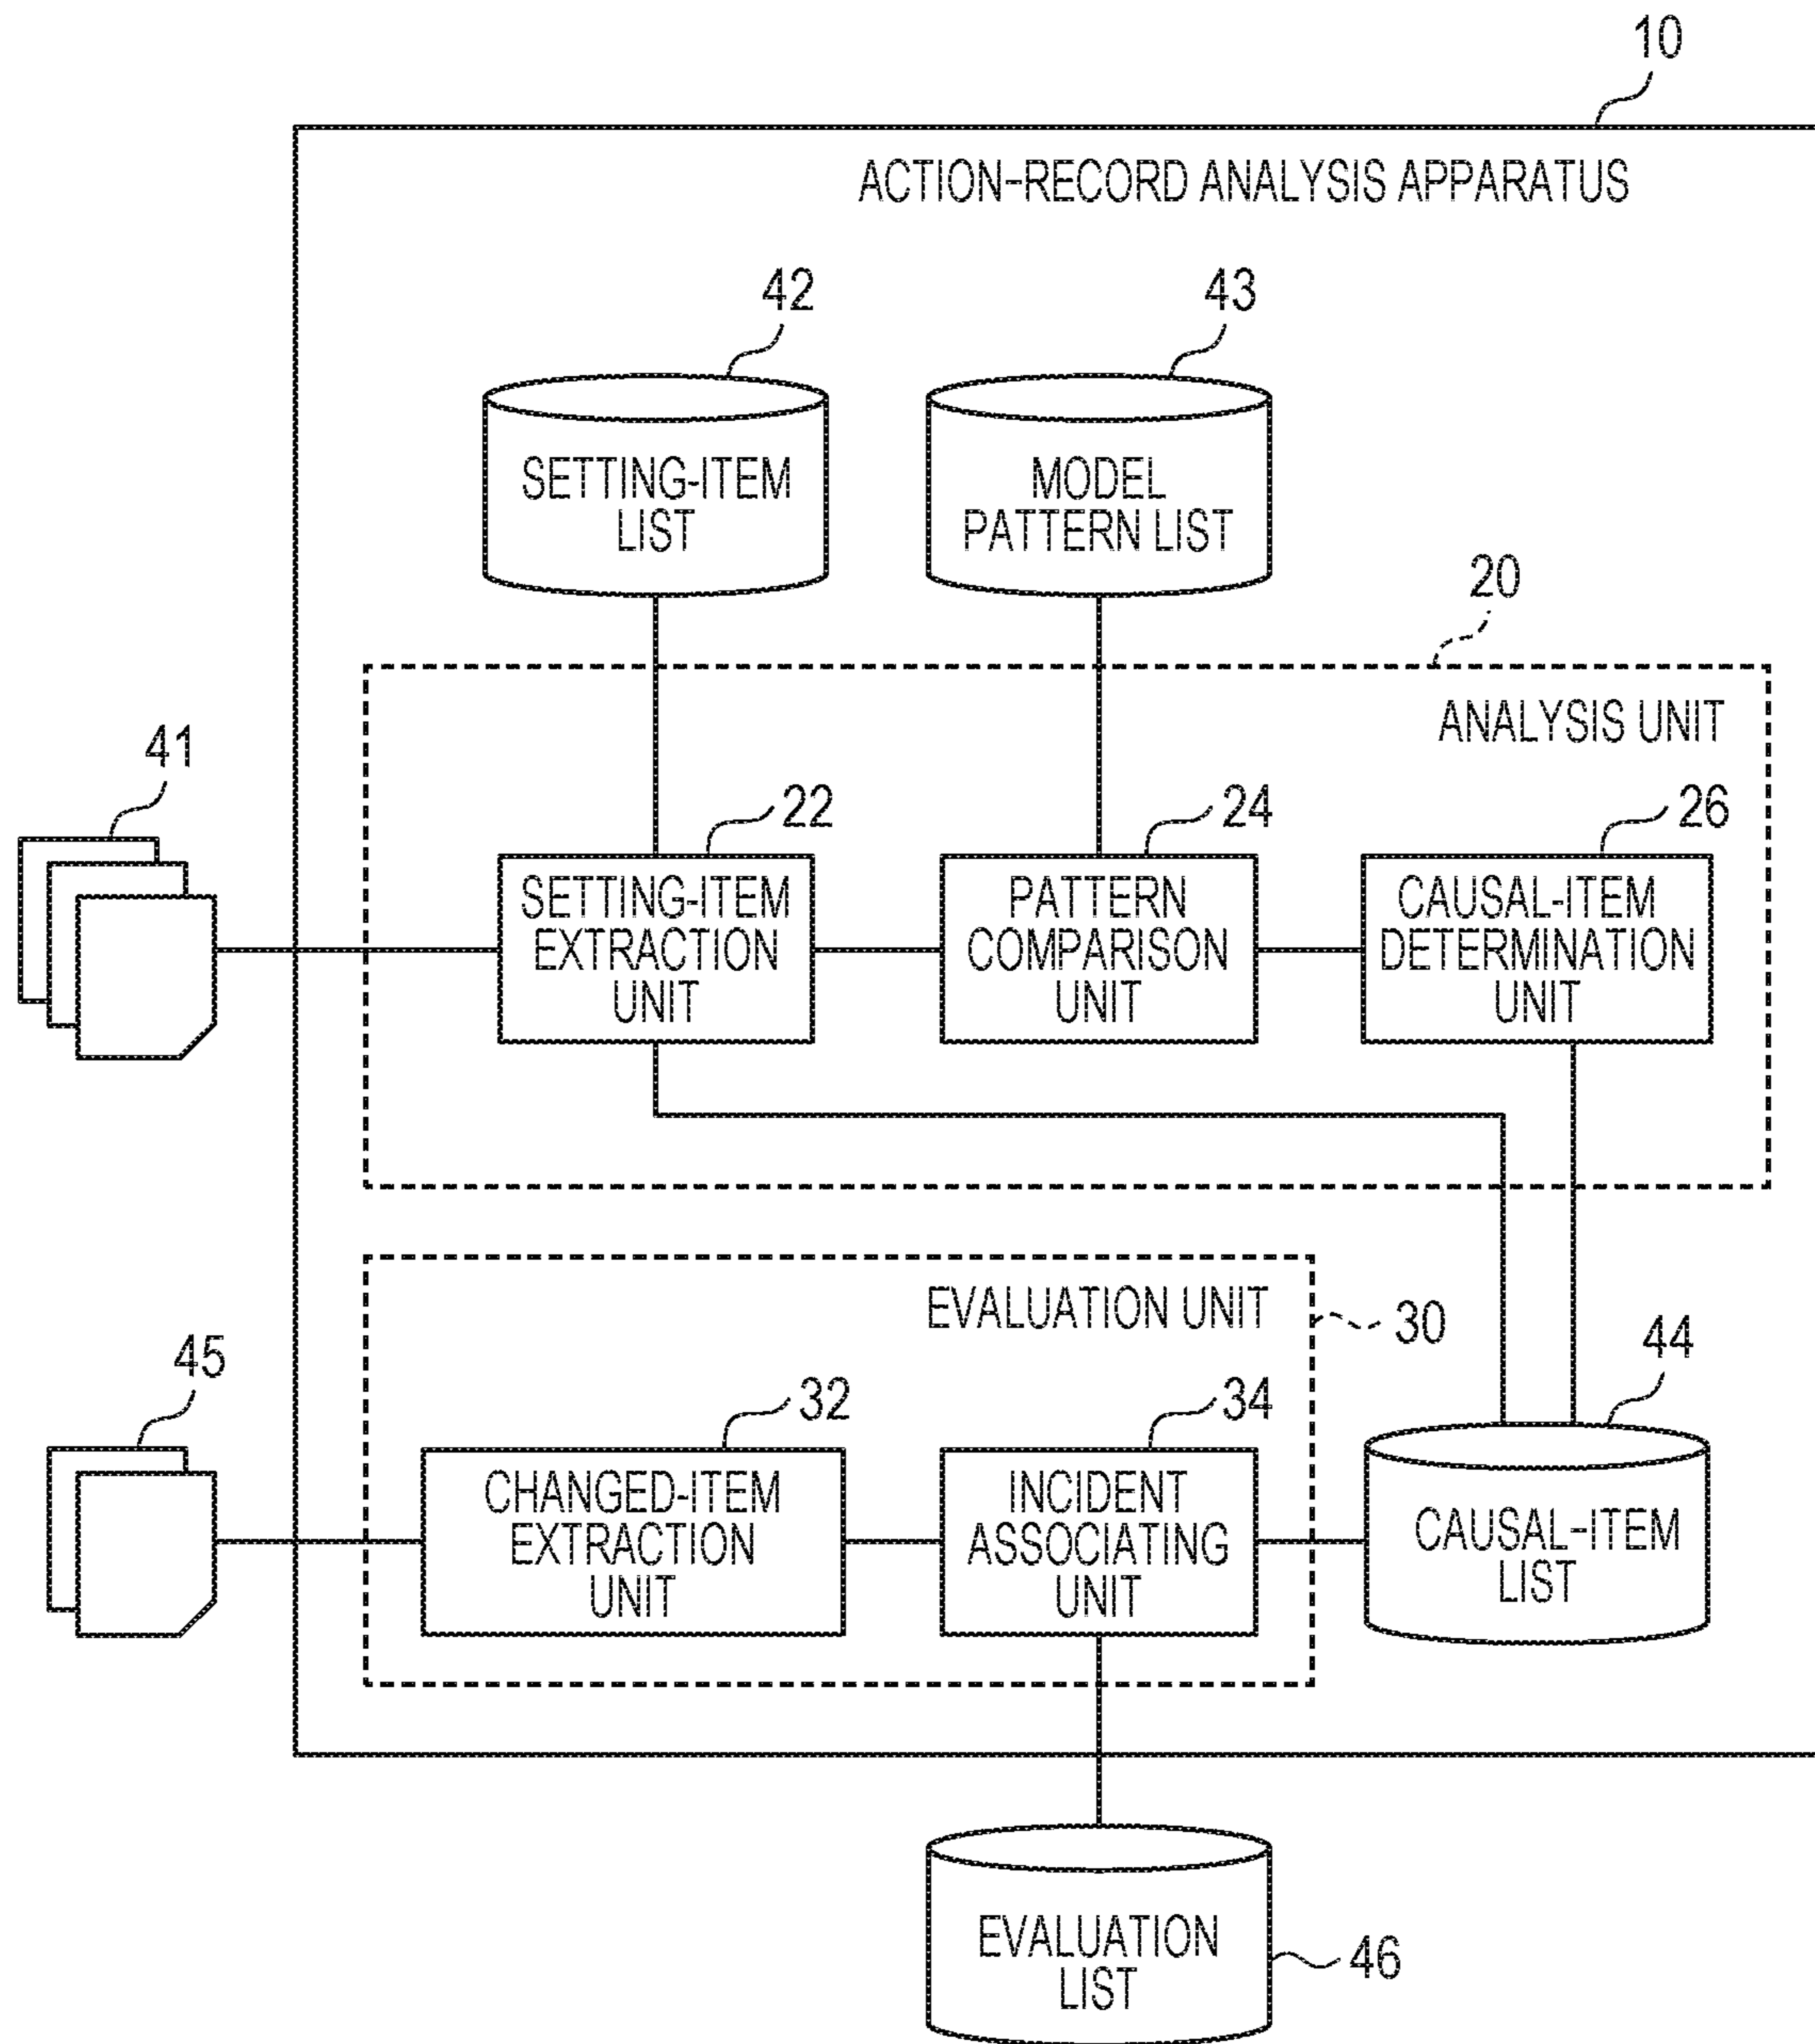 10
ACTION-RECORD ANALYSIS APPARATUS
42
43
SETTING-ITEM
LIST
MODEL
PATTERN LIST
20
ANALYSIS UNIT
41
22
24
26
SETTING-ITEM
EXTRACTION
UNIT
PATTERN
COMPARISON
UNIT
CAUSAL-ITEM
DETERMINATION
UNIT
EVALUATION UNIT
30
45
32
34
44
CHANGED-ITEM
EXTRACTION
UNIT
INCIDENT
ASSOCIATING
UNIT
CAUSAL-ITEM
LIST
EVALUATION
LIST
46